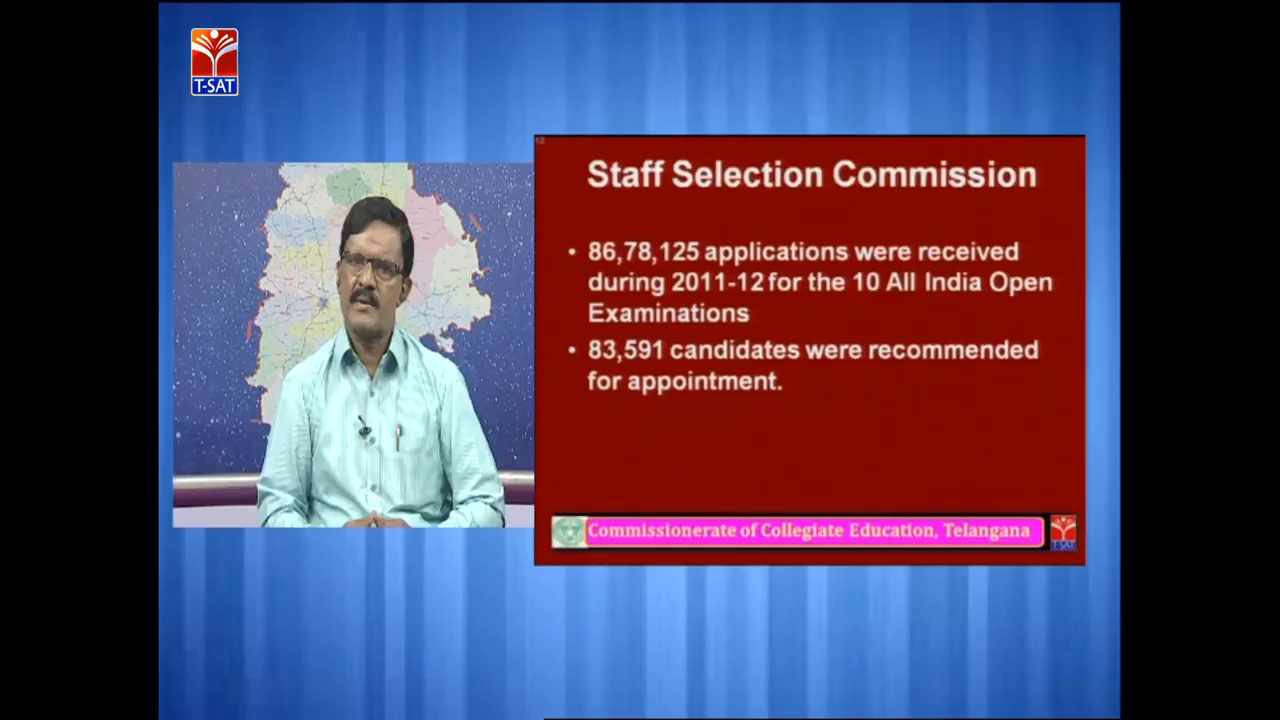 T-SAT
Staff Selection Commission
• 86,78,125 applications were received
during 2011-12 for the 10 All India Open
Examinations
• 83,591 candidates were recommended
for appointment.
Commissionerate of Collegiate Education, Telangana
T-SAT